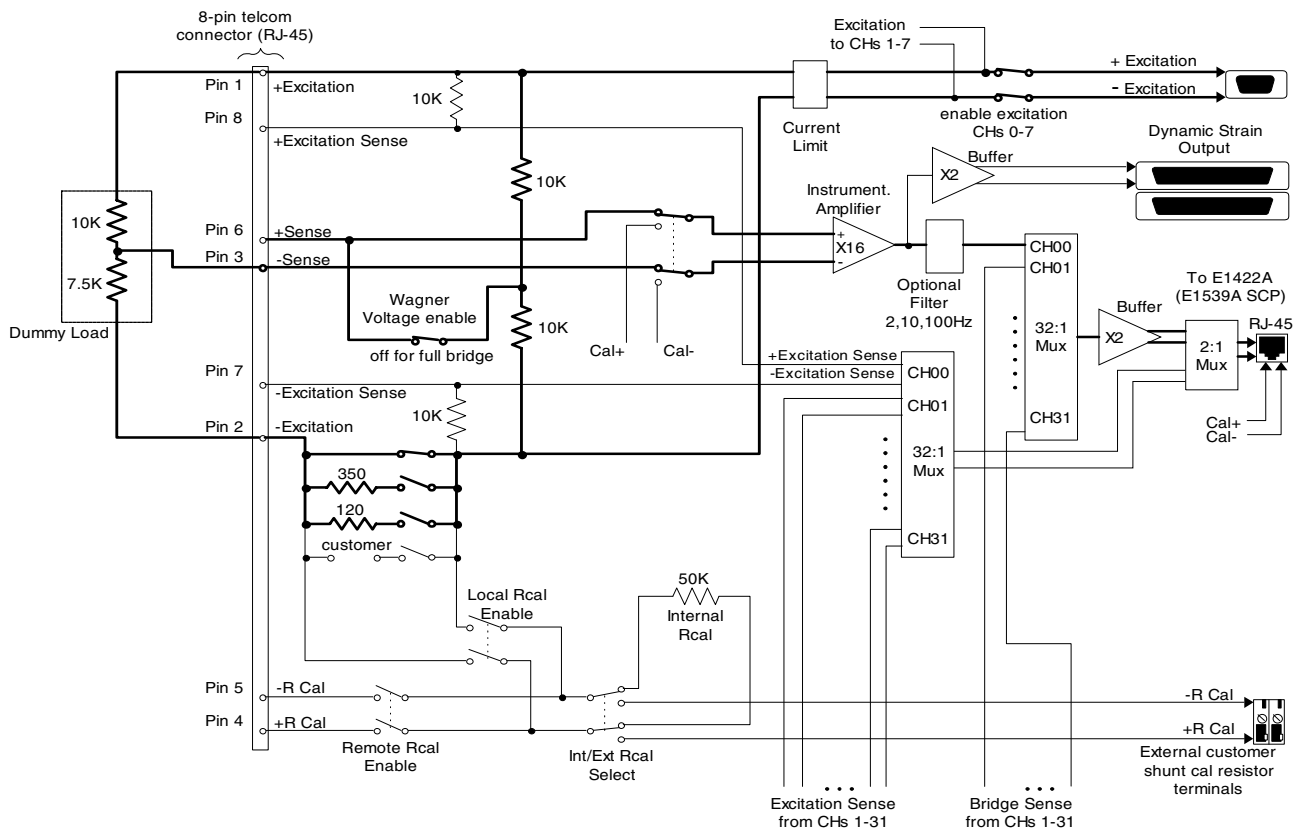 8-pin telcom
connector (RJ-45)
Excitation
to CHs 1-7
Pin 1
+Excitation
10K
+ Excitation
- Excitation
Pin 8
+Excitation Sense
Current
Limit
enable excitation
CHs 0-7
Dynamic Strain
Output
Buffer
X2
10K
Instrument.
Amplifier
10K
7.5K
Dummy Load
Pin 6
+Sense
Pin 3
-Sense
+
X16
-
CH00
CH01
Optional
Filter
2,10,100Hz
To E1422A
(E1539A SCP)
RJ-45
Wagner
Voltage enable
off for full bridge
10K
Cal+
Cal-
32:1
Mux
Buffer
X2
2:1
Mux
Pin 7
-Excitation Sense
+Excitation Sense
-Excitation Sense
CH00
CH01
10K
Pin 2
-Excitation
CH31
Cal+
Cal-
32:1
Mux
350
120
customer
CH31
50K
Internal
Rcal
Local Rcal
Enable
Pin 5
-R Cal
-R Cal
Pin 4
+R Cal
+R Cal
Remote Rcal
Enable
Int/Ext Rcal
Select
External customer
shunt cal resistor
terminals
Excitation Sense
from CHs 1-31
Bridge Sense
from CHs 1-31